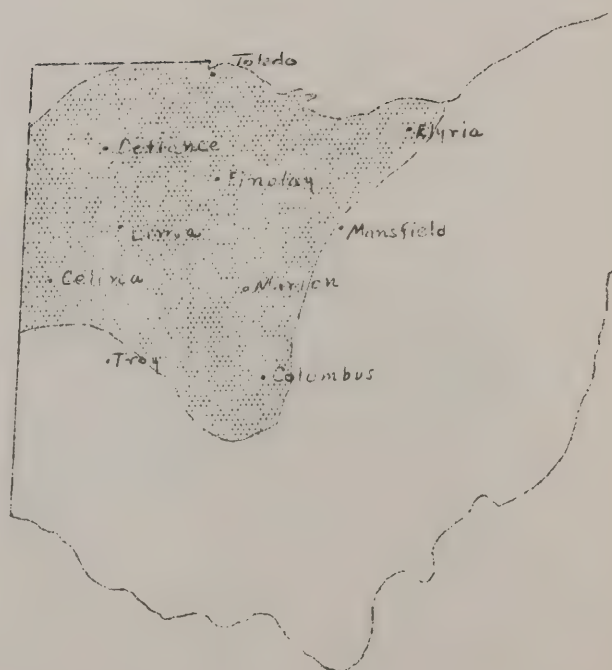 Toledo
Elyria
Defiance
Findlay
Lima
Mansfield
Celina
Marion
Troy
Columbus